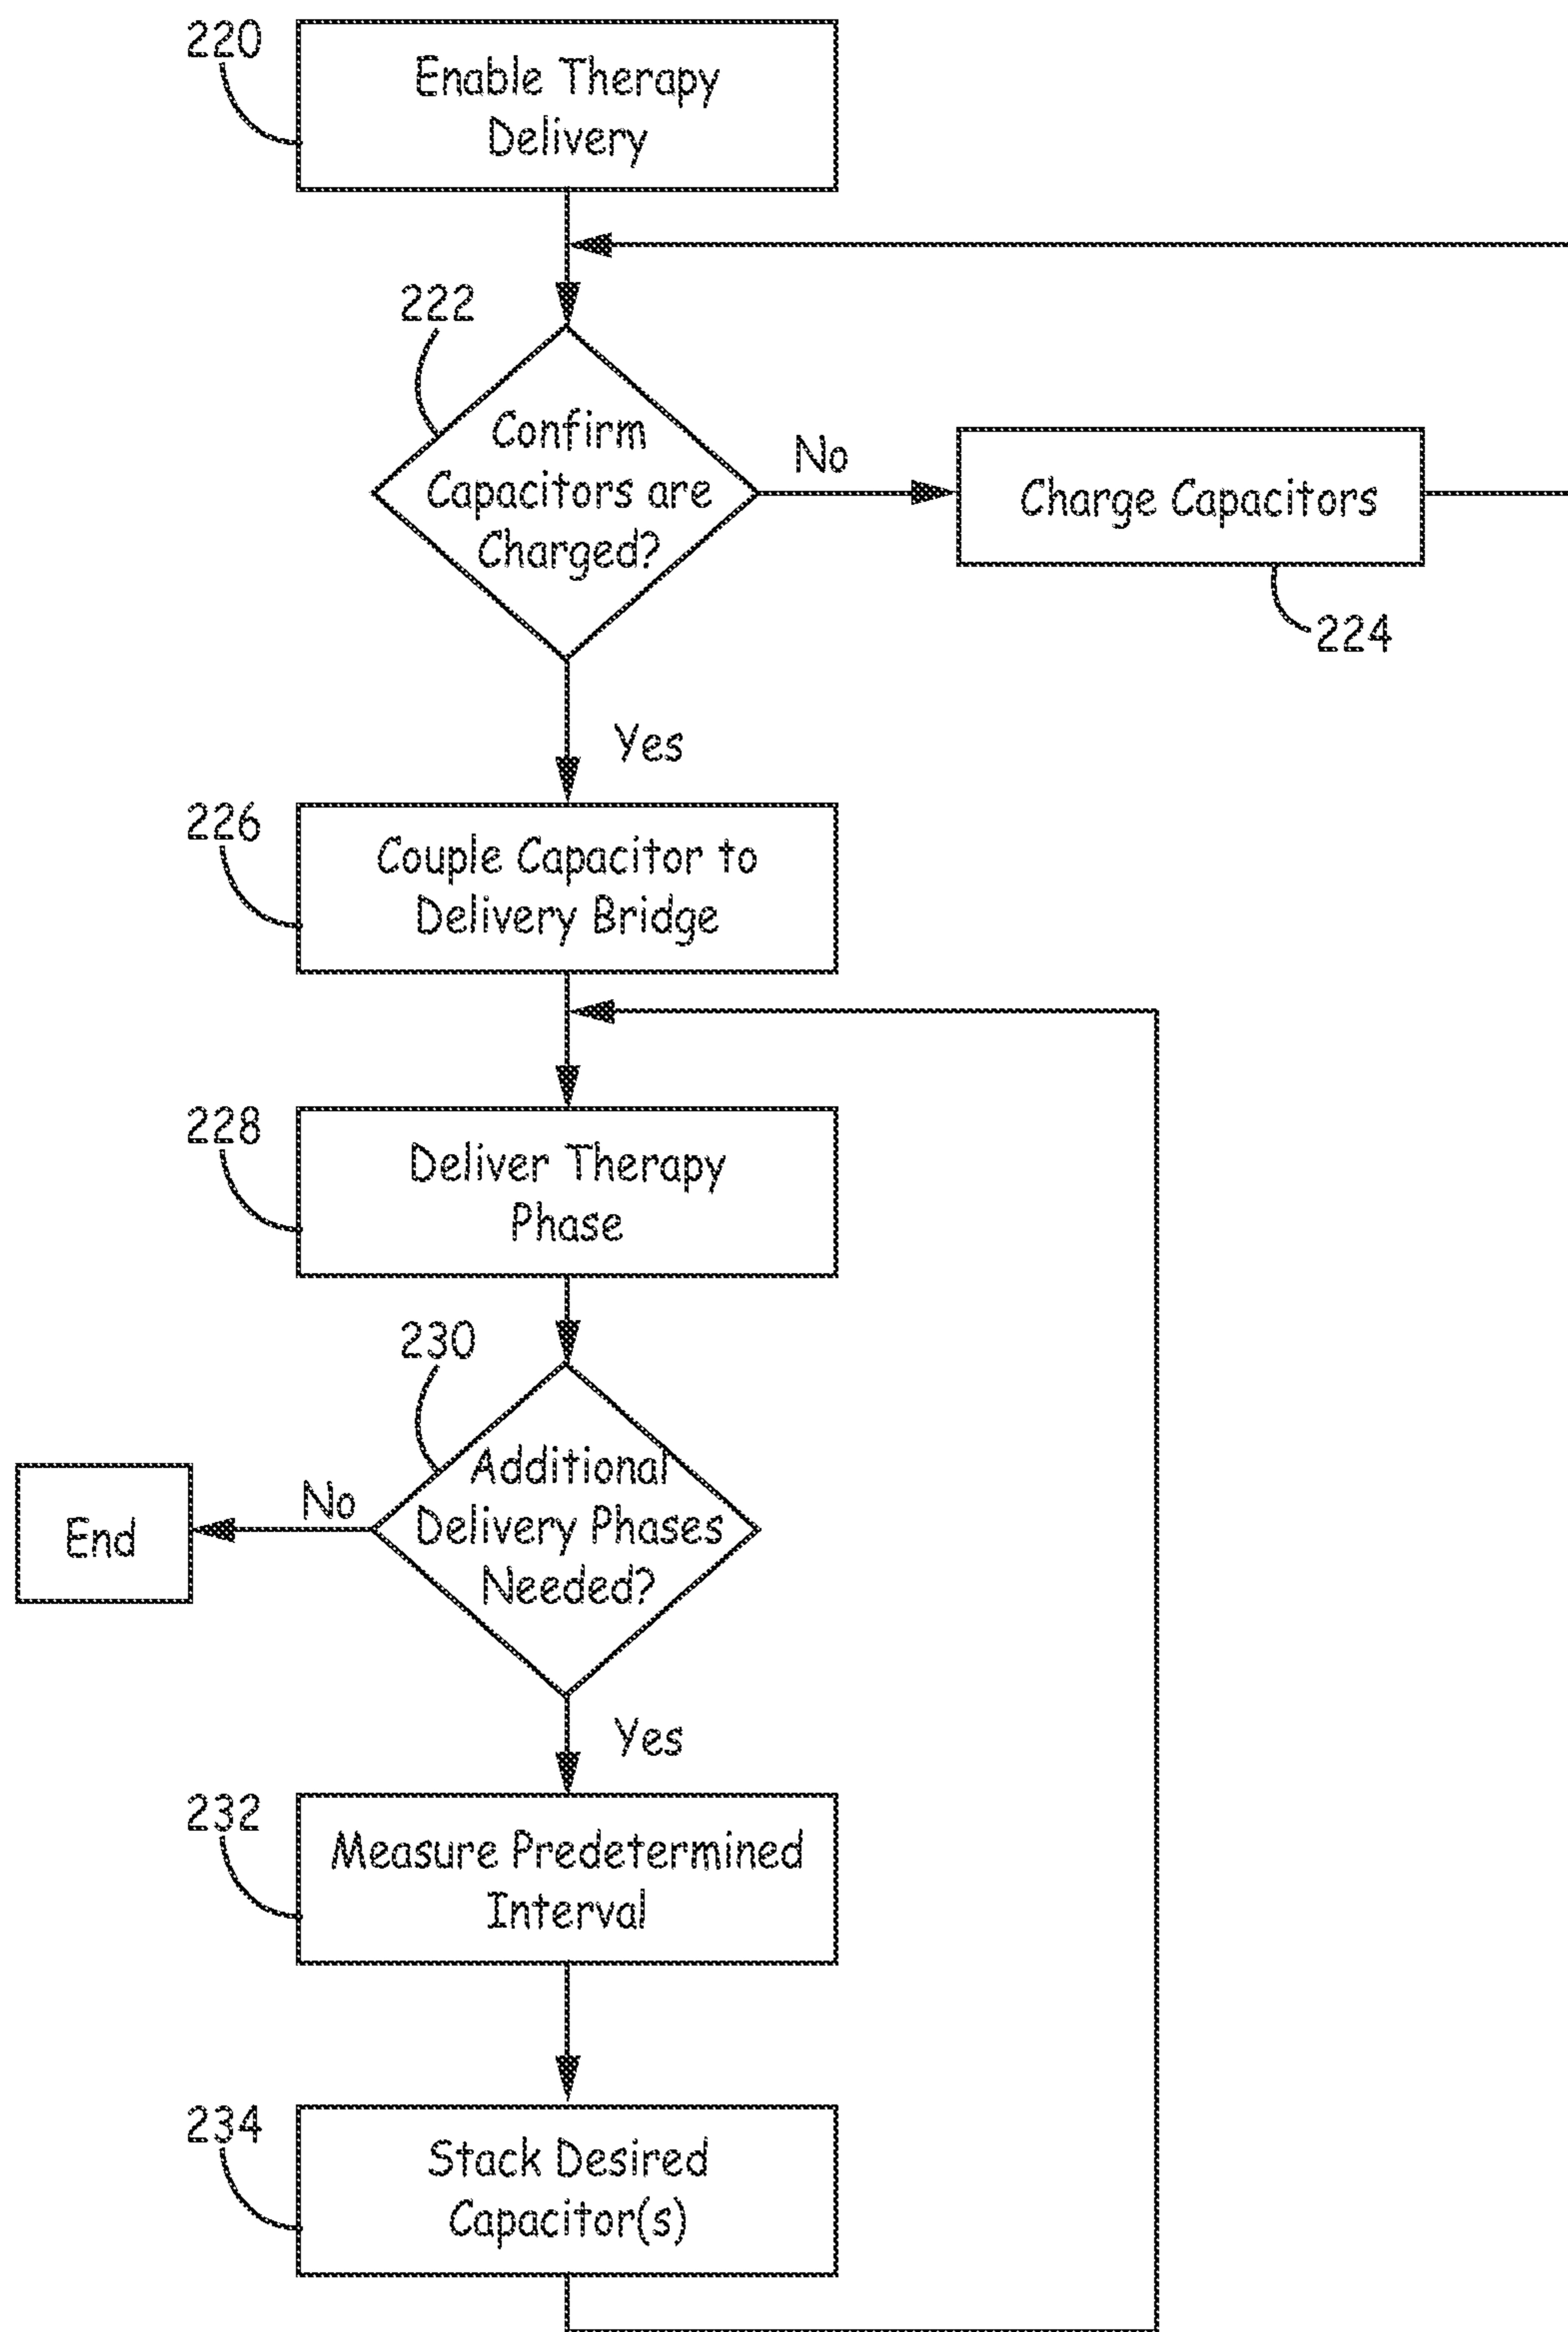 220
Enable Therapy
Delivery
222
Confirm
Capacitors are
Charged?
No
Charge Capacitors
224
Yes
226
Couple Capacitor to
Delivery Bridge
228
Deliver Therapy
Phase
230
Additional
Delivery Phases
Needed?
No
End
Yes
232
Measure Predetermined
Interval
234
Stack Desired
Capacitor(s)